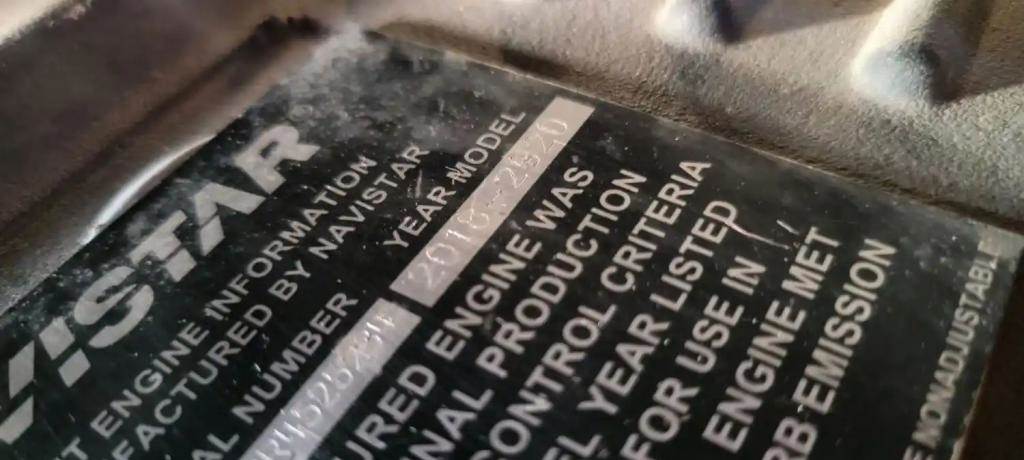 VISTAR
T ENGINE INFORMATION
FACTURED BY NAVISTAR
AL NUMBER YEAR MODEL
URED ENGINE WAS
NAL PRODUCTION
CONTROL CRITERIA
EL YEAR LISTED
FOR USE IN
ENGINE MET
RB EMISSION
E NONADJUSTABLE